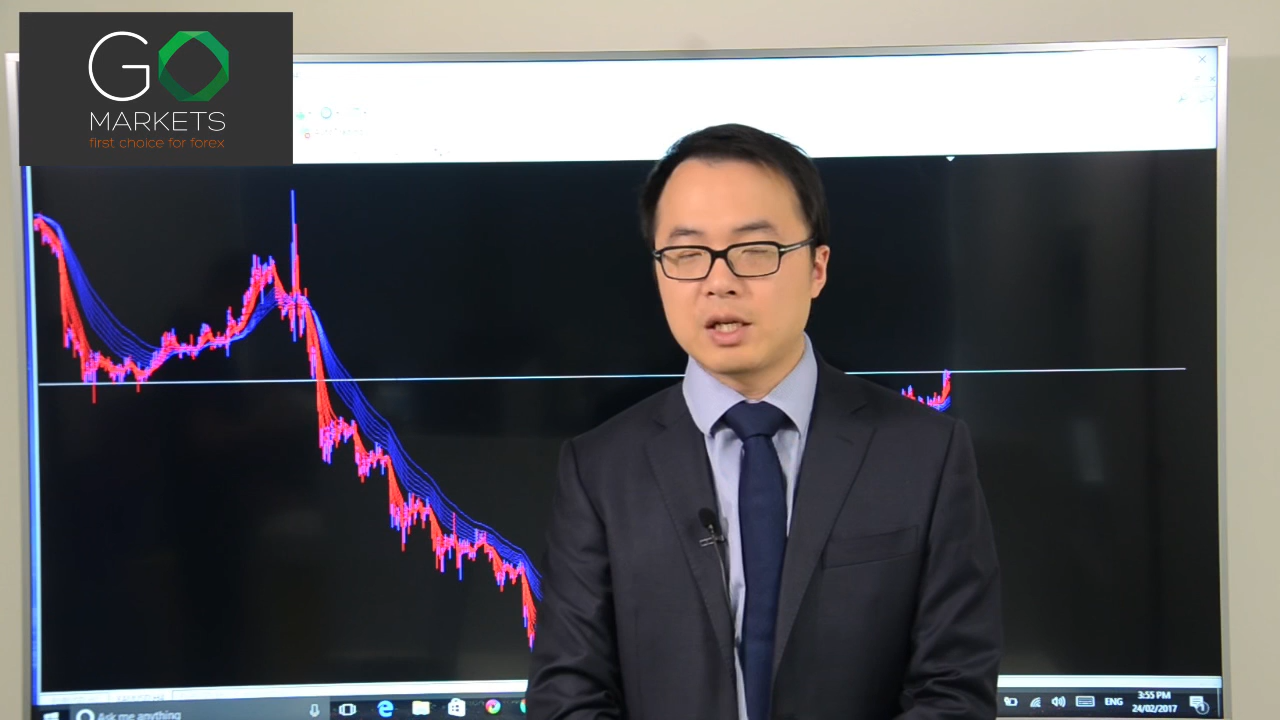 GO
MARKETS
first choice for forex
Ask me anything
ENG
3:55 PM
24/02/2017